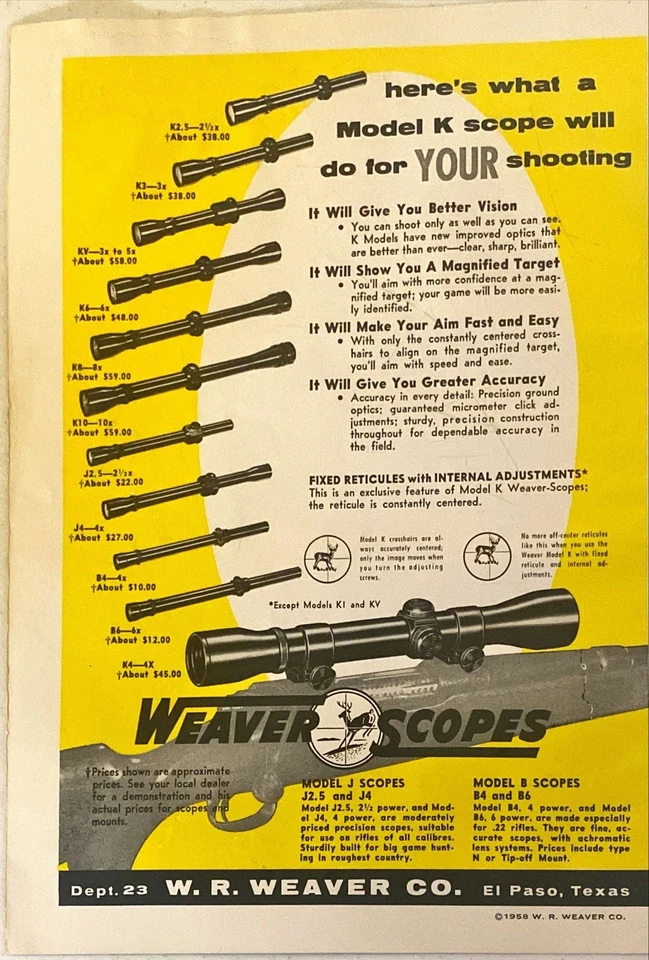 here's what a
Model K scope will
do for YOUR shooting
K2.5—2½x
†About $38.00
K3—3x
†About $38.00
KV—3x to 5x
†About $58.00
K6—6x
†About $48.00
K8—8x
†About $59.00
K10—10x
†About $59.00
J2.5—2½x
†About $22.00
J4—4x
†About $27.00
B4—4x
†About $10.00
B6—6x
†About $12.00
K4—4X
†About $45.00
It Will Give You Better Vision
• You can shoot only as well as you can see.
K Models have new improved optics that
are better than ever—clear, sharp, brilliant.
It Will Show You A Magnified Target
• You'll aim with more confidence at a mag-
nified target; your game will be more easi-
ly identified.
It Will Make Your Aim Fast and Easy
• With only the constantly centered cross-
hairs to align on the magnified target,
you'll aim with speed and ease.
It Will Give You Greater Accuracy
• Accuracy in every detail: Precision ground
optics; guaranteed micrometer click ad-
justments; sturdy, precision construction
throughout for dependable accuracy in
the field.
FIXED RETICULES with INTERNAL ADJUSTMENTS*
This is an exclusive feature of Model K Weaver-Scopes;
the reticule is constantly centered.
Model K crosshairs are al-
ways accurately centered;
only the image moves when
you turn the adjusting
screws.
No more off-center reticules
like this when you use the
Weaver Model K with fixed
reticule and internal ad-
justments.
*Except Models K1 and KV
WEAVER SCOPES
†Prices shown are approximate
prices. See your local dealer
for a demonstration and his
actual prices for scopes and
mounts.
MODEL J SCOPES
J2.5 and J4
Model J2.5, 2½ power, and Mod-
el J4, 4 power, are moderately
priced precision scopes, suitable
for use on rifles of all calibres.
Sturdily built for big game hunt-
ing in roughest country.
MODEL B SCOPES
B4 and B6
Model B4, 4 power, and Model
B6, 6 power, are made especially
for .22 rifles. They are fine, ac-
curate scopes, with achromatic
lens systems. Prices include type
N or Tip-off Mount.
Dept. 23 W. R. WEAVER CO. El Paso, Texas
©1958 W. R. WEAVER CO.